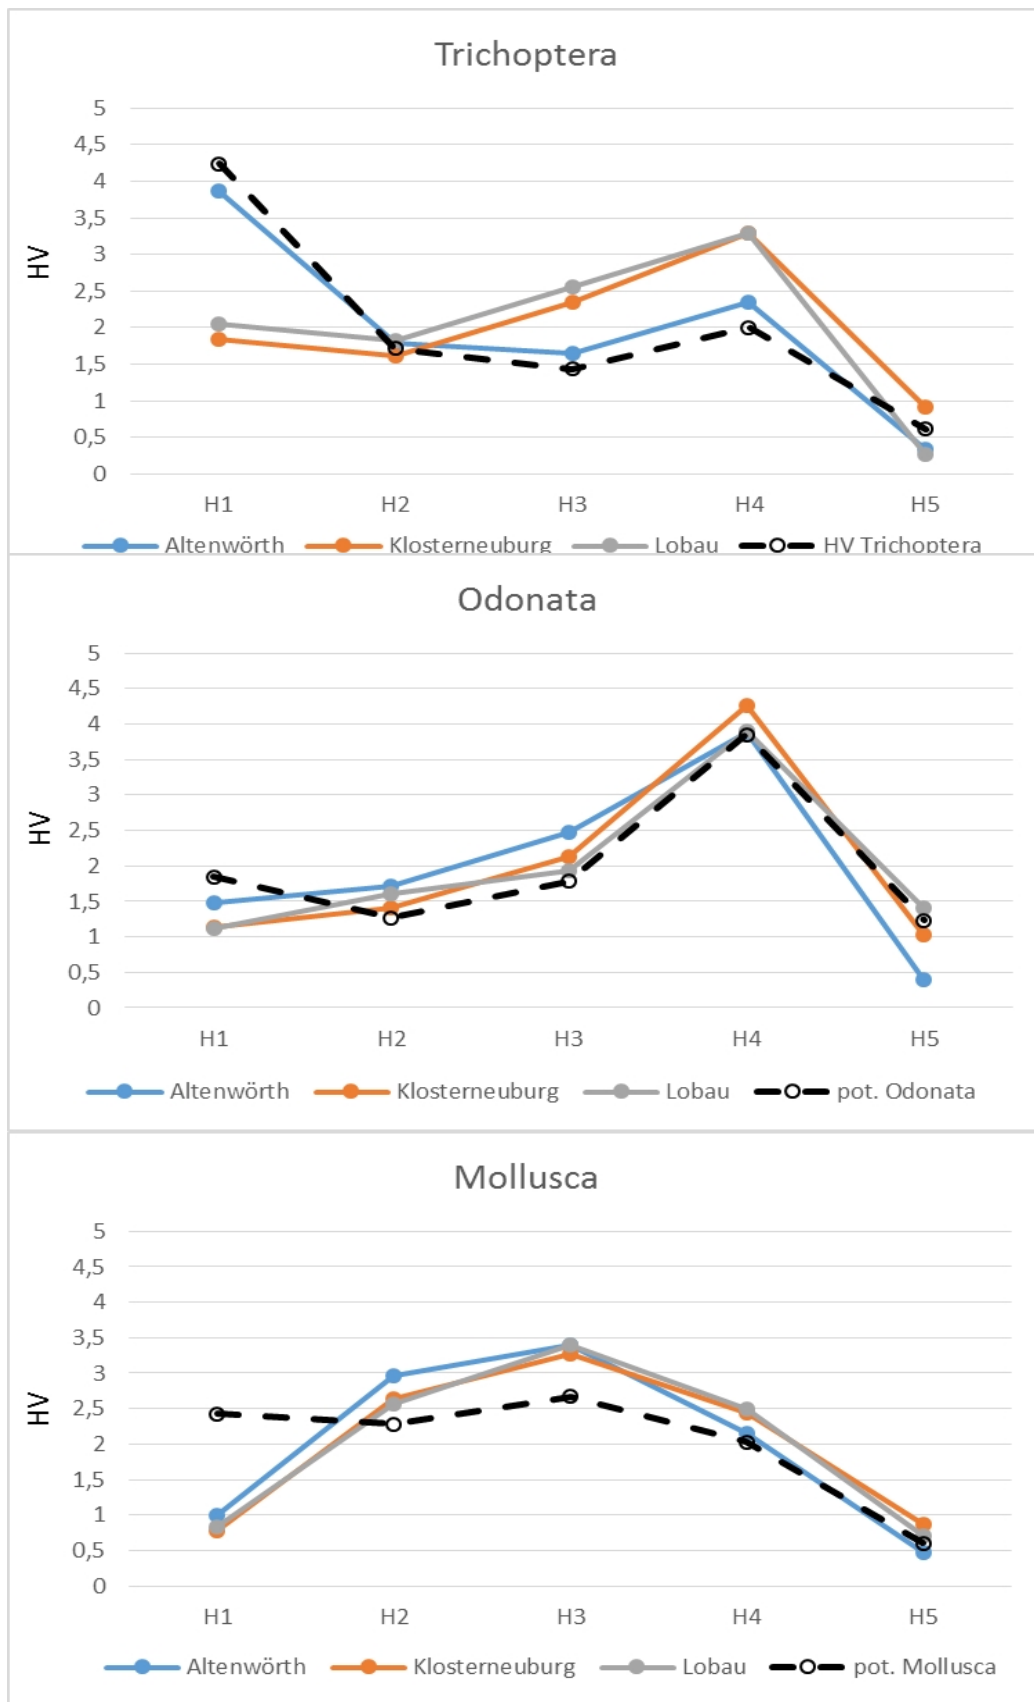 Trichoptera
5
4,5
4
3,5
3
2,5
2
1,5
1
0,5
0
HV
H1 H2 H3 H4 H5
Altenwörth Klosterneuburg Lobau HV Trichoptera
Odonata
5
4,5
4
3,5
3
2,5
2
1,5
1
0,5
0
HV
H1 H2 H3 H4 H5
Altenwörth Klosterneuburg Lobau pot. Odonata
Mollusca
5
4,5
4
3,5
3
2,5
2
1,5
1
0,5
0
HV
H1 H2 H3 H4 H5
Altenwörth Klosterneuburg Lobau pot. Mollusca